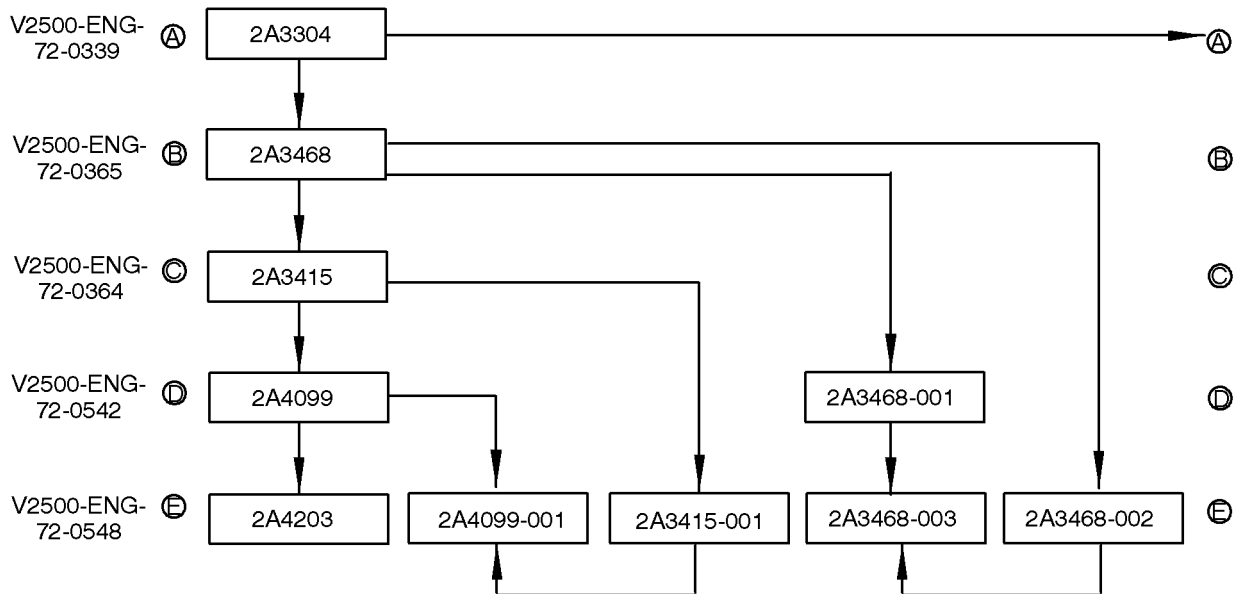 V2500-ENG-
72-0339
A
2A3304
A
V2500-ENG-
72-0365
B
2A3468
B
V2500-ENG-
72-0364
C
2A3415
C
V2500-ENG-
72-0542
D
2A4099
2A3468-001
D
V2500-ENG-
72-0548
E
2A4203
2A4099-001
2A3415-001
2A3468-003
2A3468-002
E